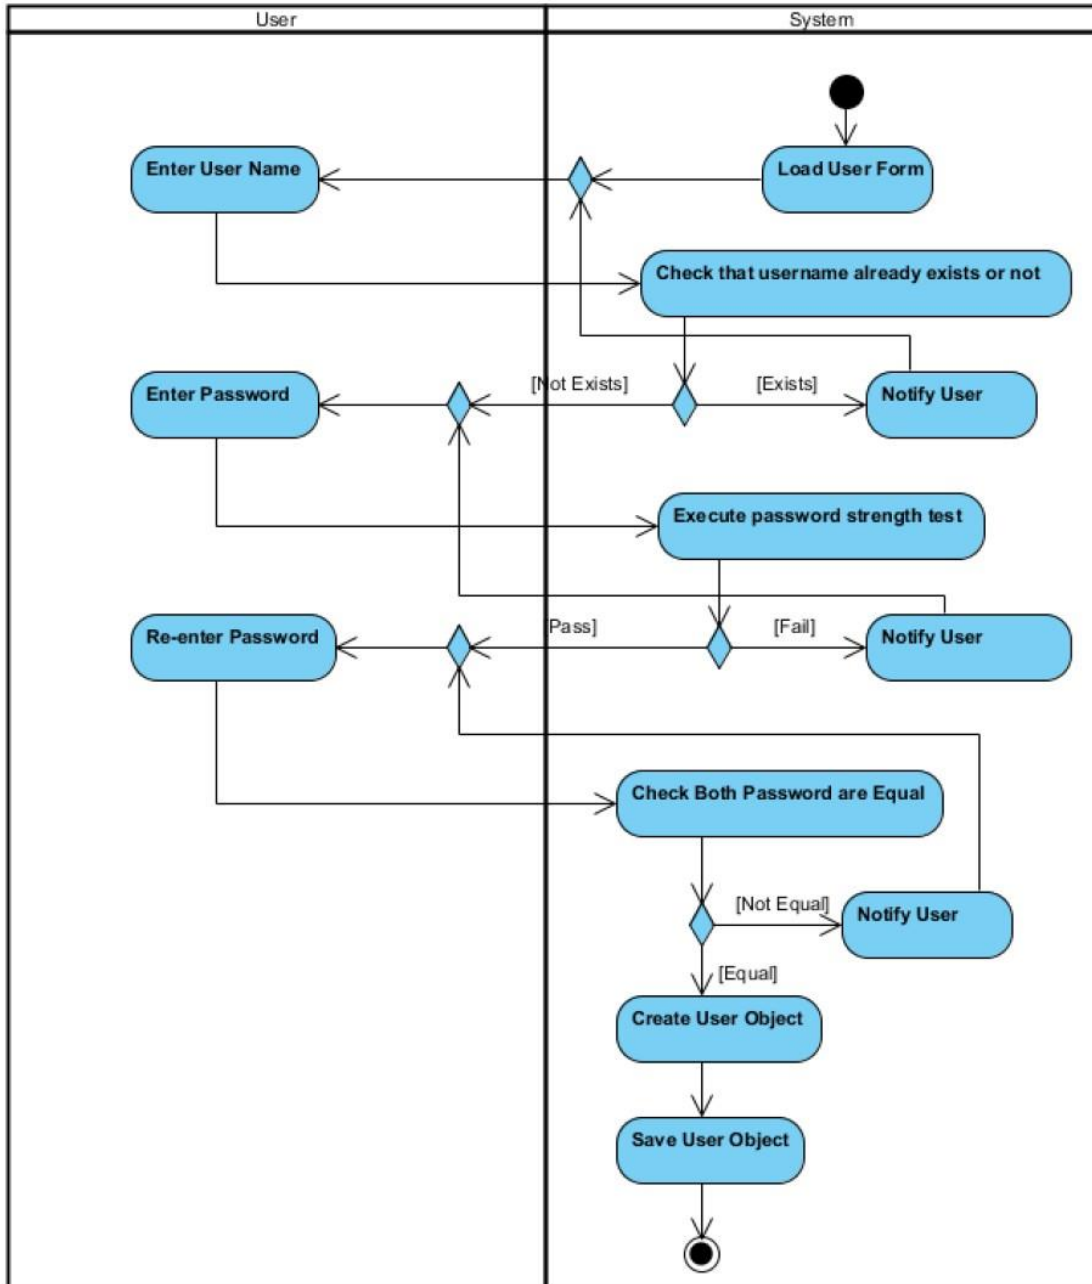 User
System
Enter User Name
Load User Form
Check that username already exists or not
Enter Password
[Not Exists]
[Exists]
Notify User
Execute password strength test
Re-enter Password
[Pass]
[Fail]
Notify User
Check Both Password are Equal
[Not Equal]
Notify User
[Equal]
Create User Object
Save User Object